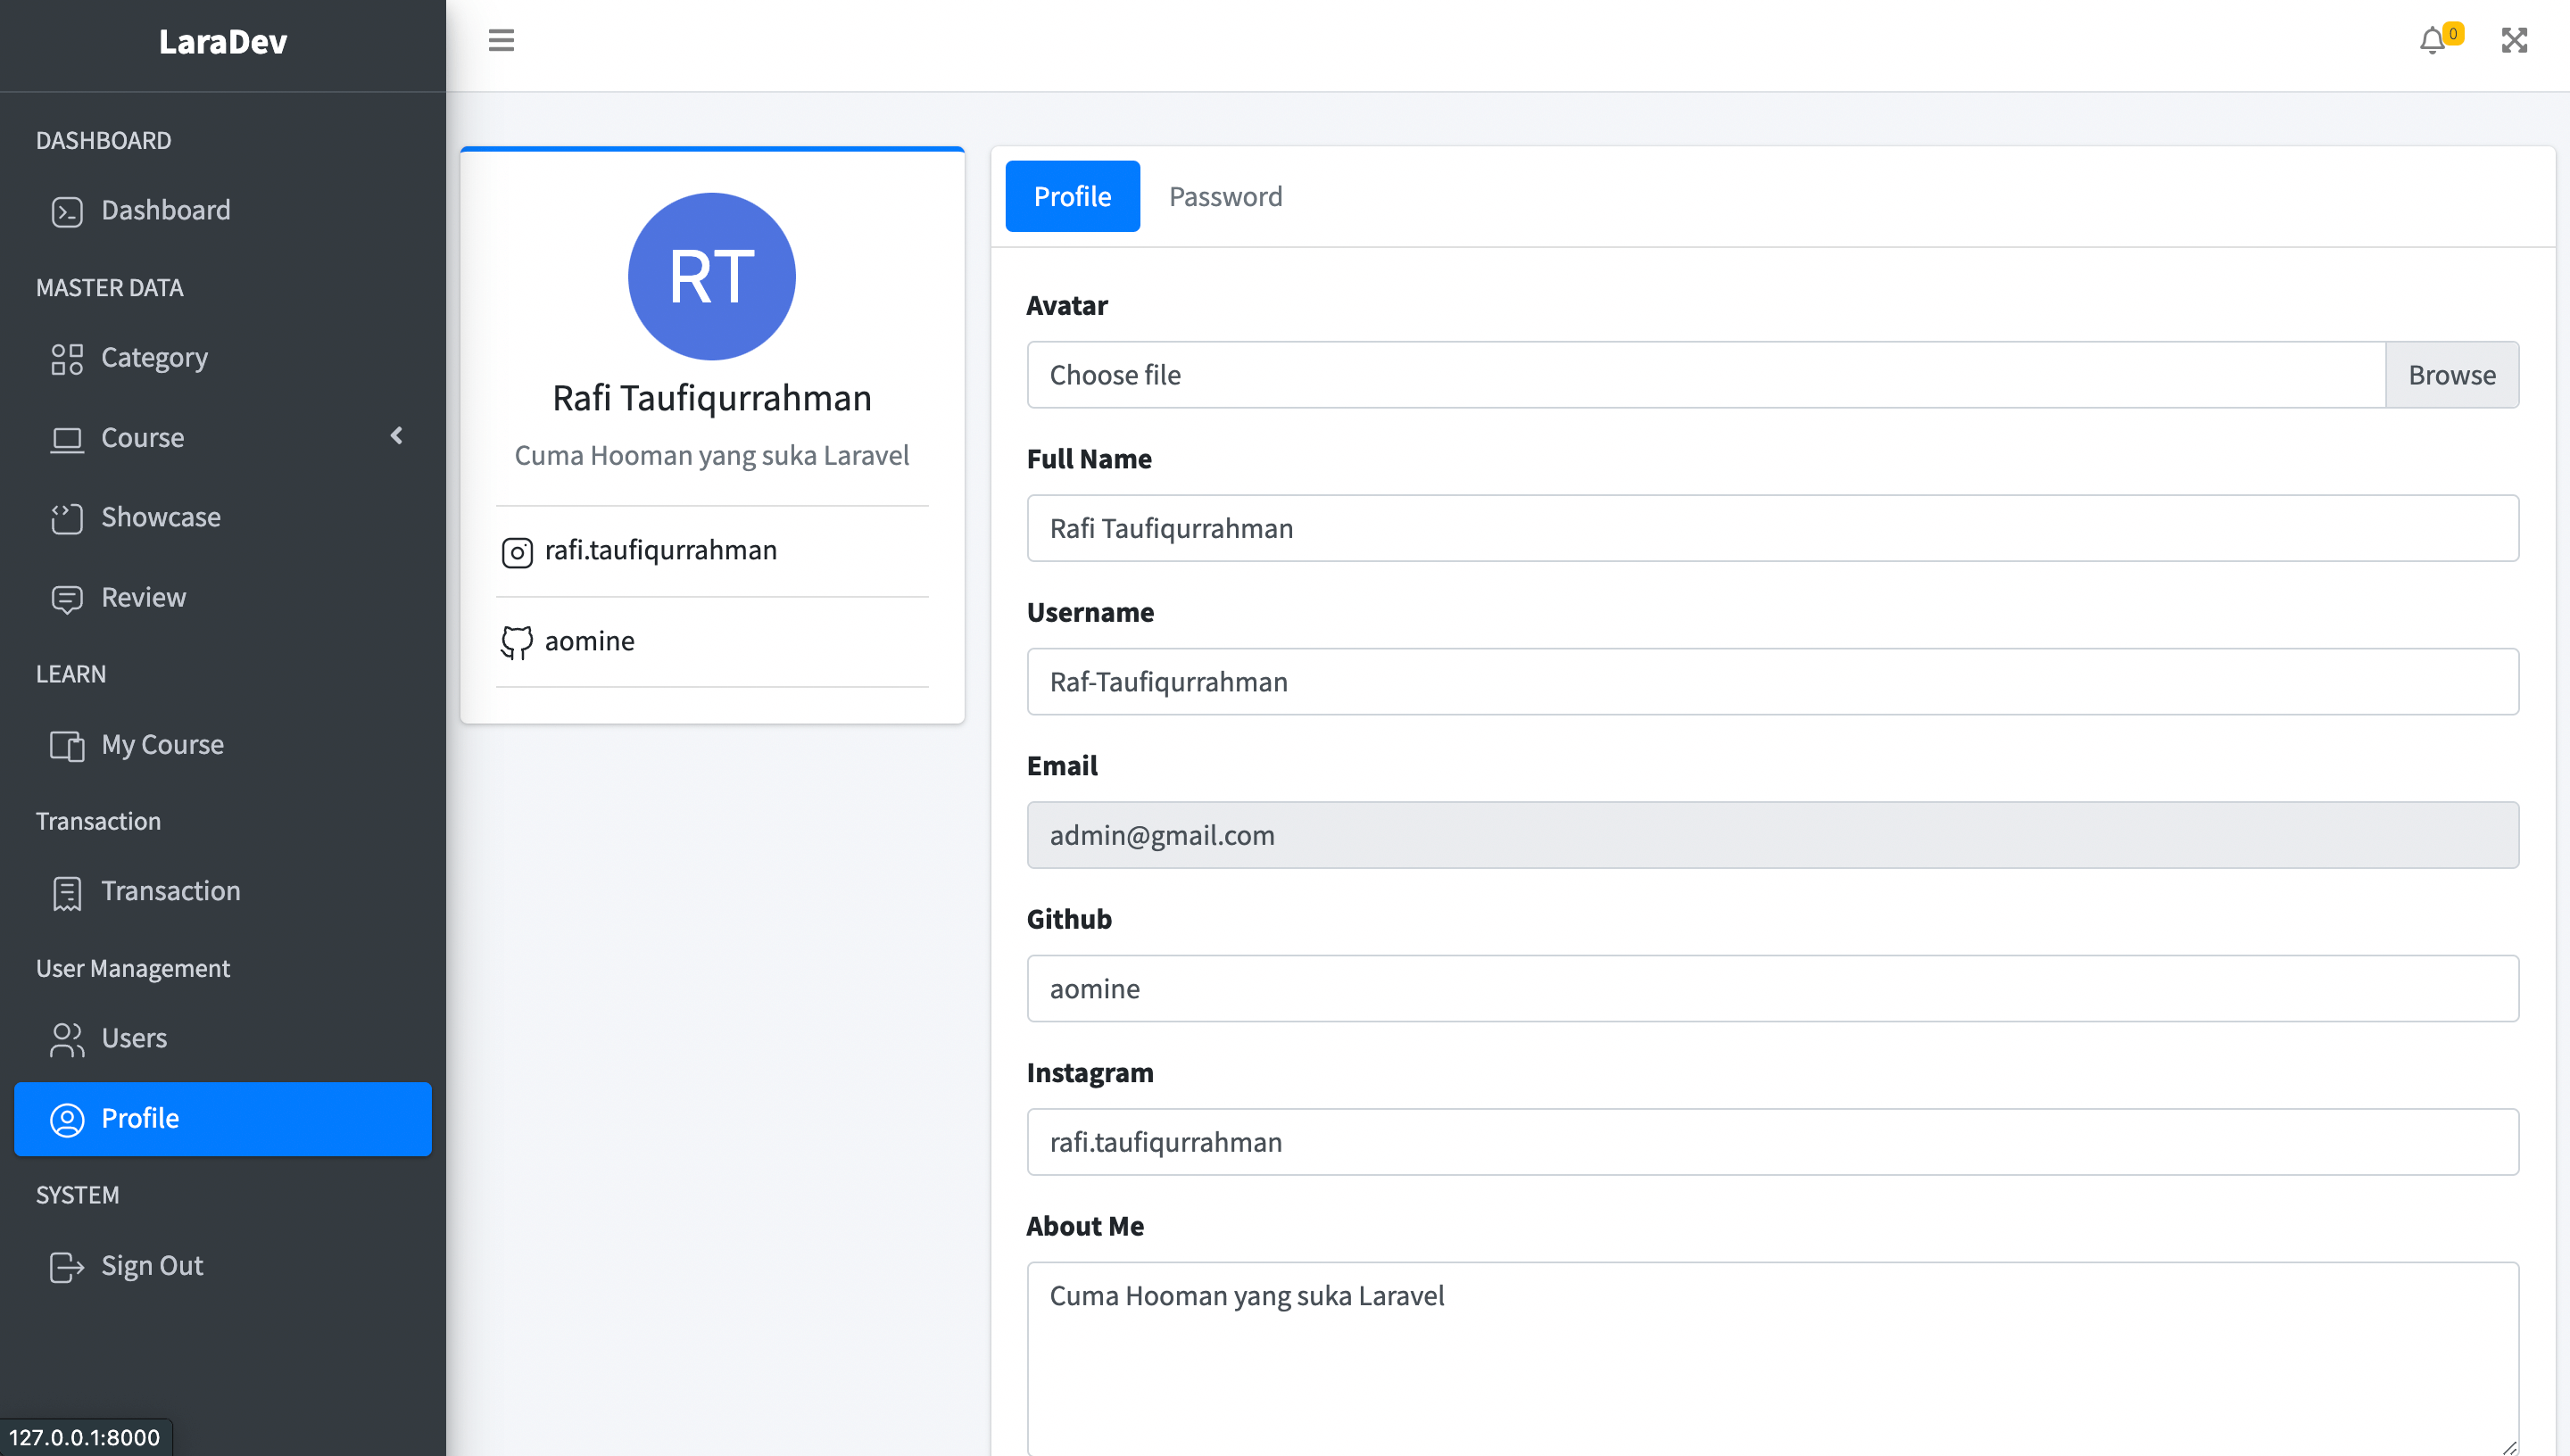 LaraDev
0
DASHBOARD
Dashboard
MASTER DATA
Category
Course
Showcase
Review
LEARN
My Course
Transaction
Transaction
User Management
Users
Profile
SYSTEM
Sign Out
127.0.0.1:8000
RT
Rafi Taufiqurrahman
Cuma Hooman yang suka Laravel
rafi.taufiqurrahman
aomine
Profile Password
Avatar
Choose file Browse
Full Name
Rafi Taufiqurrahman
Username
Raf-Taufiqurrahman
Email
admin@gmail.com
Github
aomine
Instagram
rafi.taufiqurrahman
About Me
Cuma Hooman yang suka Laravel